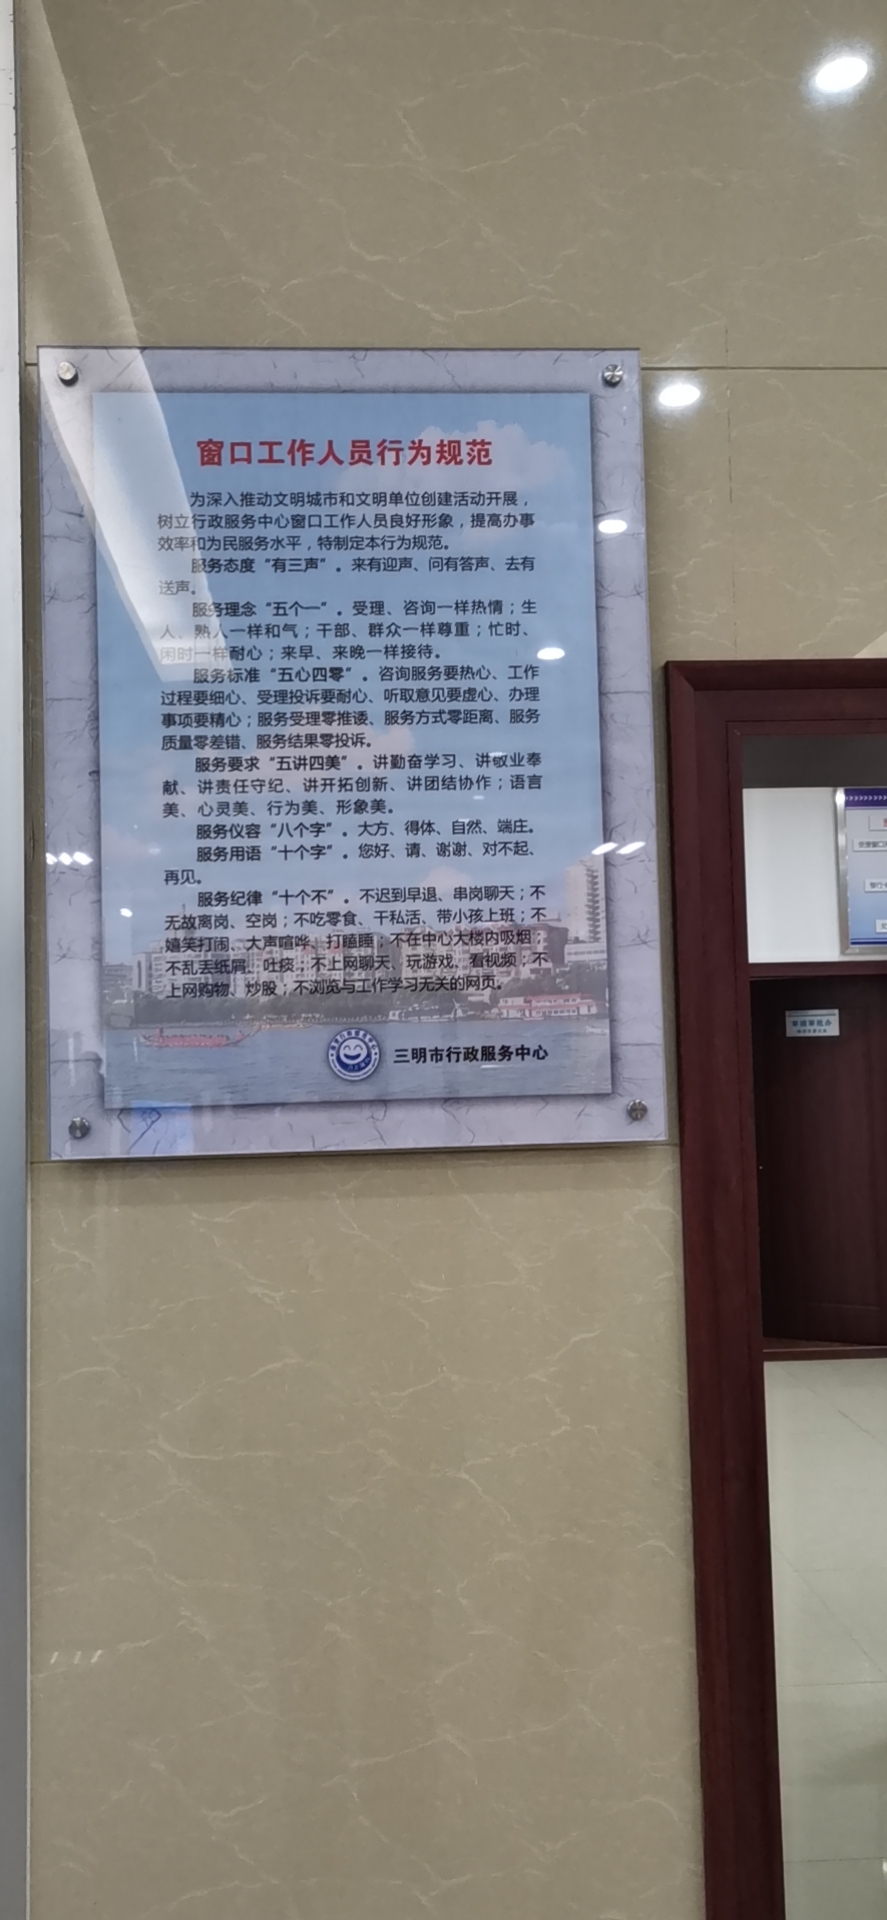 窗口工作人员行为规范
为深入推动文明城市和文明单位创建活动开展，
树立行政服务中心窗口工作人员良好形象，提高办事
效率和为民服务水平，特制定本行为规范。
服务态度“有三声”。来有迎声、问有答声、去有
送声。
服务理念“五个一”。受理、咨询一样热情；生
人、熟人一样和气；干部、群众一样尊重；忙时、
闲时一样耐心；来早、来晚一样接待。
服务标准“五心四零”。咨询服务要热心、工作
过程要细心、受理投诉要耐心、听取意见要虚心、办理
事项要精心；服务受理零推诿、服务方式零距离、服务
质量零差错、服务结果零投诉。
服务要求“五讲四美”。讲勤奋学习、讲敬业奉
献、讲责任守纪、讲开拓创新、讲团结协作；语言
美、心灵美、行为美、形象美。
服务仪容“八个字”。大方、得体、自然、端庄。
服务用语“十个字”。您好、请、谢谢、对不起、
再见。
服务纪律“十个不”。不迟到早退、串岗聊天；不
无故离岗、空岗；不吃零食、干私活、带小孩上班；不
嬉笑打闹、大声喧哗、打瞌睡；不在中心大楼内吸烟；
不乱丢纸屑、吐痰；不上网聊天、玩游戏、看视频；不
上网购物、炒股；不浏览与工作学习无关的网页。
三明市行政服务中心